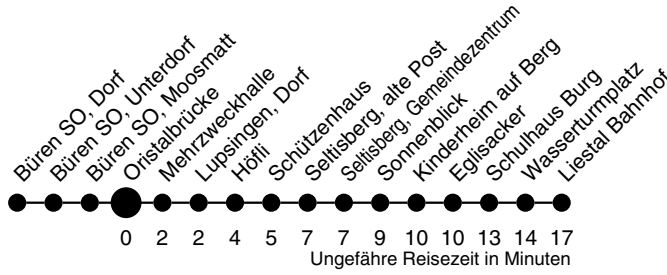 Büren SO, Dorf
Büren SO, Unterdorf
Büren SO, Moosmatt
Oristalbrücke
Mehrzweckhalle
Lupsingen, Dorf
Höfli
Schützenhaus
Seltisberg, alte Post
Seltisberg, Gemeindezentrum
Sonnenblick
Kinderheim auf Berg
Eglisacker
Schulhaus Burg
Wasserturmplatz
Liestal Bahnhof
0 2 2 4 5 7 7 9 10 10 13 14 17
Ungefähre Reisezeit in Minuten